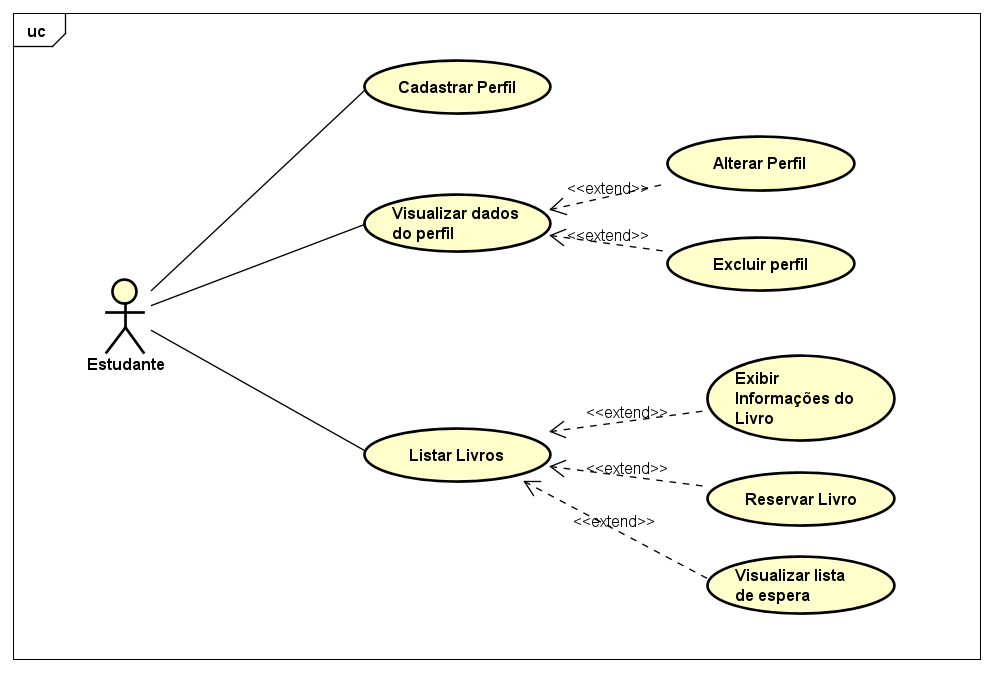 uc
Cadastrar Perfil
Alterar Perfil
<<extend>>
Visualizar dados
do perfil
<<extend>>
Excluir perfil
Estudante
Exibir
Informações do
Livro
<<extend>>
Listar Livros
<<extend>>
Reservar Livro
<<extend>>
Visualizar lista
de espera